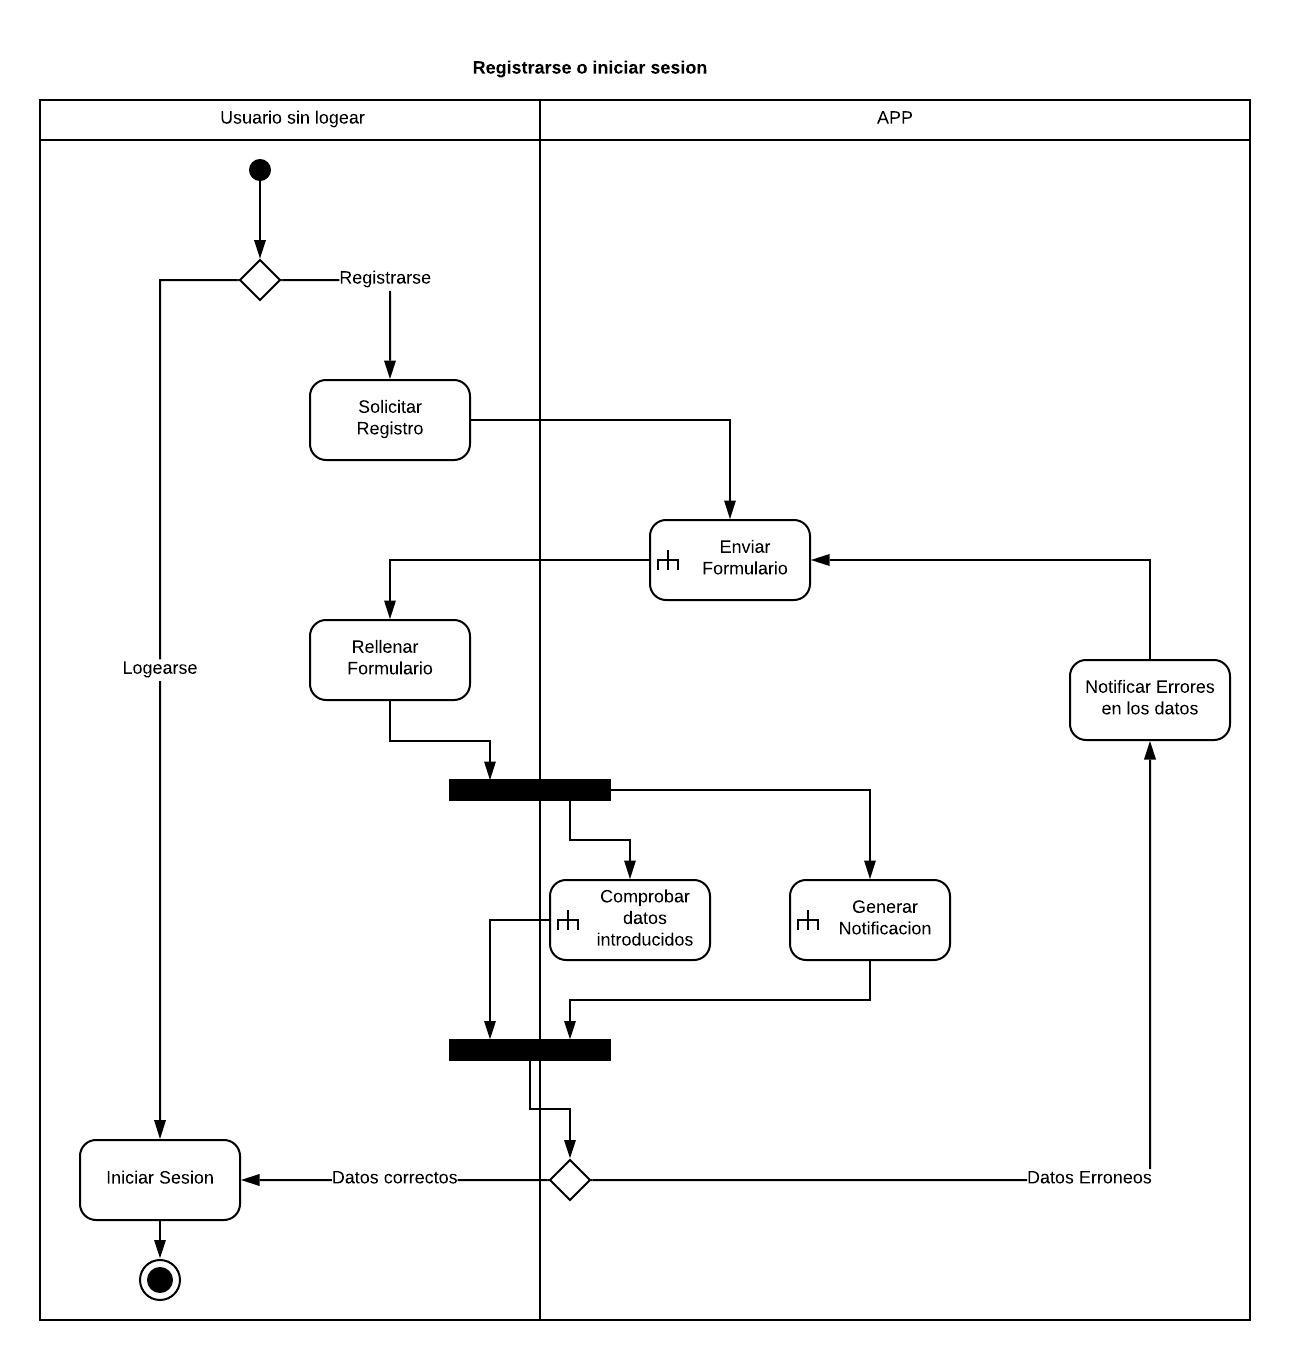 Registrarse o iniciar sesion
Usuario sin logear
APP
Registrarse
Solicitar
Registro
Enviar
Formulario
Rellenar
Formulario
Logearse
Notificar Errores
en los datos
Comprobar
datos
introducidos
Generar
Notificacion
Iniciar Sesion
Datos correctos
Datos Erroneos